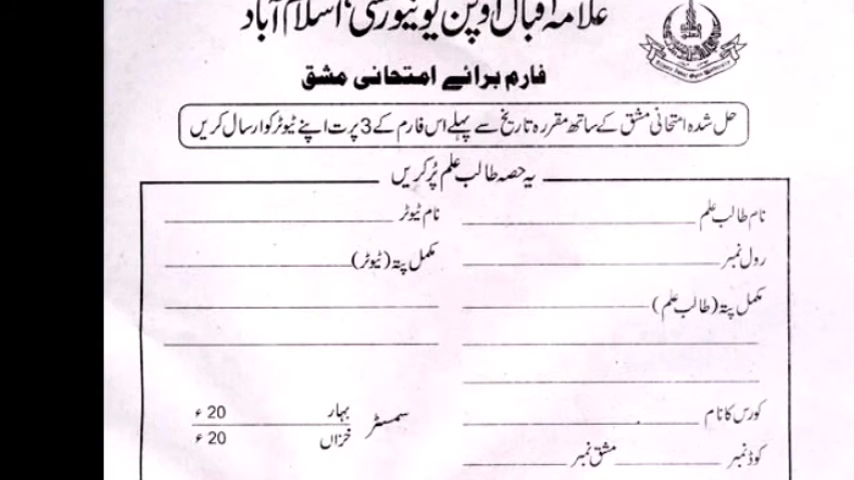 علامہ اقبال اوپن یونیورسٹی، اسلام آباد
فارم برائے امتحانی مشق
حل شدہ امتحانی مشق کے ساتھ مقررہ تاریخ سے پہلے اس فارم کے 3 پرت اپنے ٹیوٹر کو ارسال کریں
یہ حصہ طالب علم پُر کریں
نام طالب علم نام ٹیوٹر
رول نمبر مکمل پتہ (ٹیوٹر)
مکمل پتہ (طالب علم)
کورس کا نام سمسٹر بہار 20ء
خزاں 20ء
کوڈ نمبر مشق نمبر